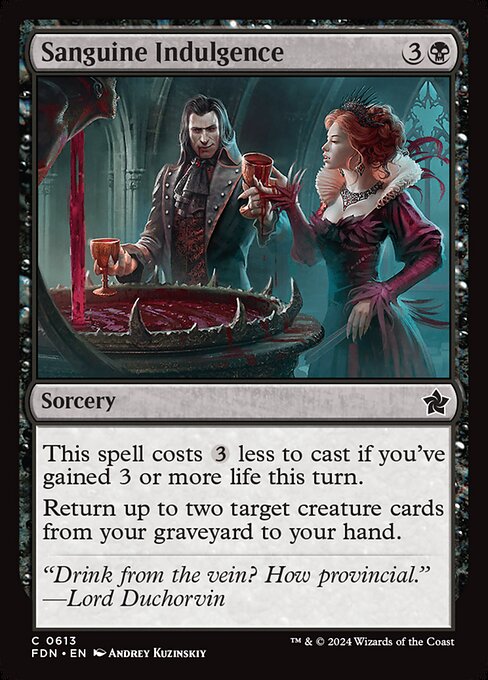 Sanguine Indulgence 3
Sorcery
This spell costs 3 less to cast if you've
gained 3 or more life this turn.
Return up to two target creature cards
from your graveyard to your hand.
“Drink from the vein? How provincial.”
—Lord Duchorvin
C 0613
FDN • EN Andrey Kuzinskiy
™ & © 2024 Wizards of the Coast